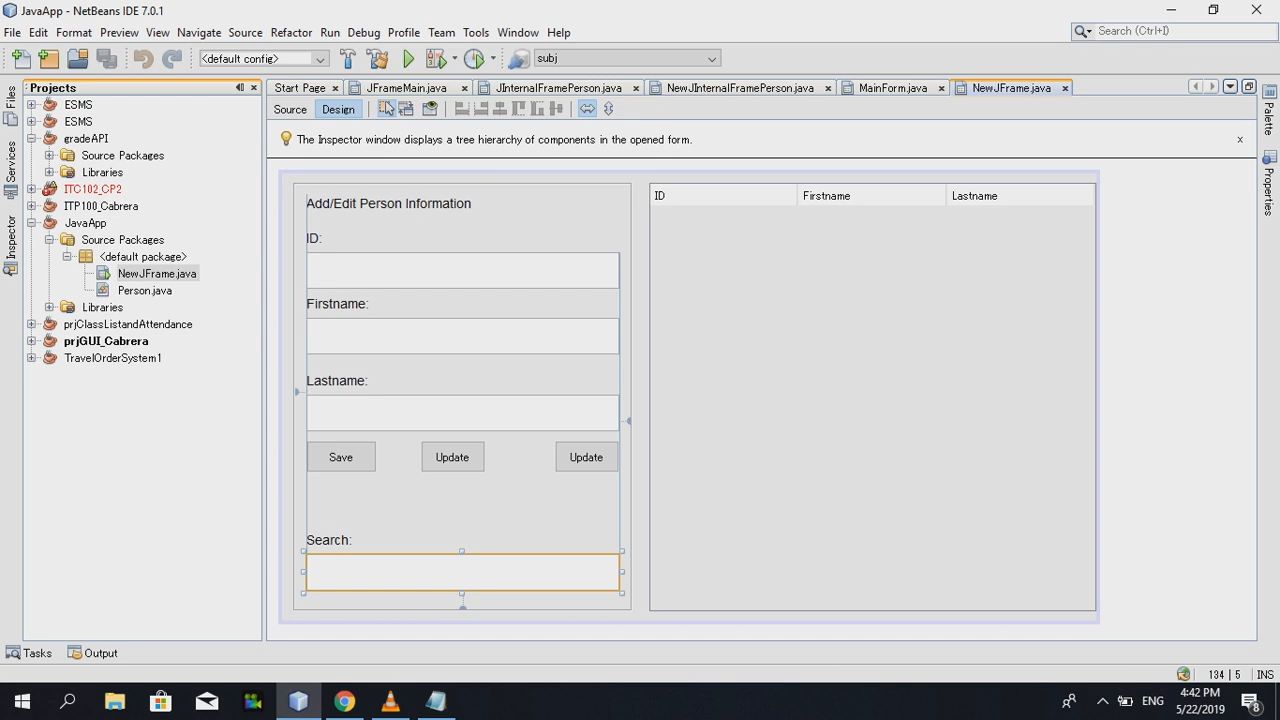 JavaApp - NetBeans IDE 7.0.1
File Edit Format Preview View Navigate Source Refactor Run Debug Profile Team Tools Window Help
Search (Ctrl+I)
<default config>
subj
Projects
Start Page
JFrameMain.java
JInternalFramePerson.java
NewJInternalFramePerson.java
MainForm.java
NewJFrame.java
Source
Design
The Inspector window displays a tree hierarchy of components in the opened form.
x
Files
Services
Inspector
ESMS
ESMS
gradeAPI
Source Packages
Libraries
ITC102_CP2
ITP100_Cabrera
JavaApp
Source Packages
<default package>
NewJFrame.java
Person.java
Libraries
prjClassListandAttendance
prjGUI_Cabrera
TravelOrderSystem1
Add/Edit Person Information
ID:
Firstname:
Lastname:
Save
Update
Update
Search:
ID
Firstname
Lastname
Palette
Properties
Tasks
Output
134 | 5
INS
ENG
4:42 PM
5/22/2019
8